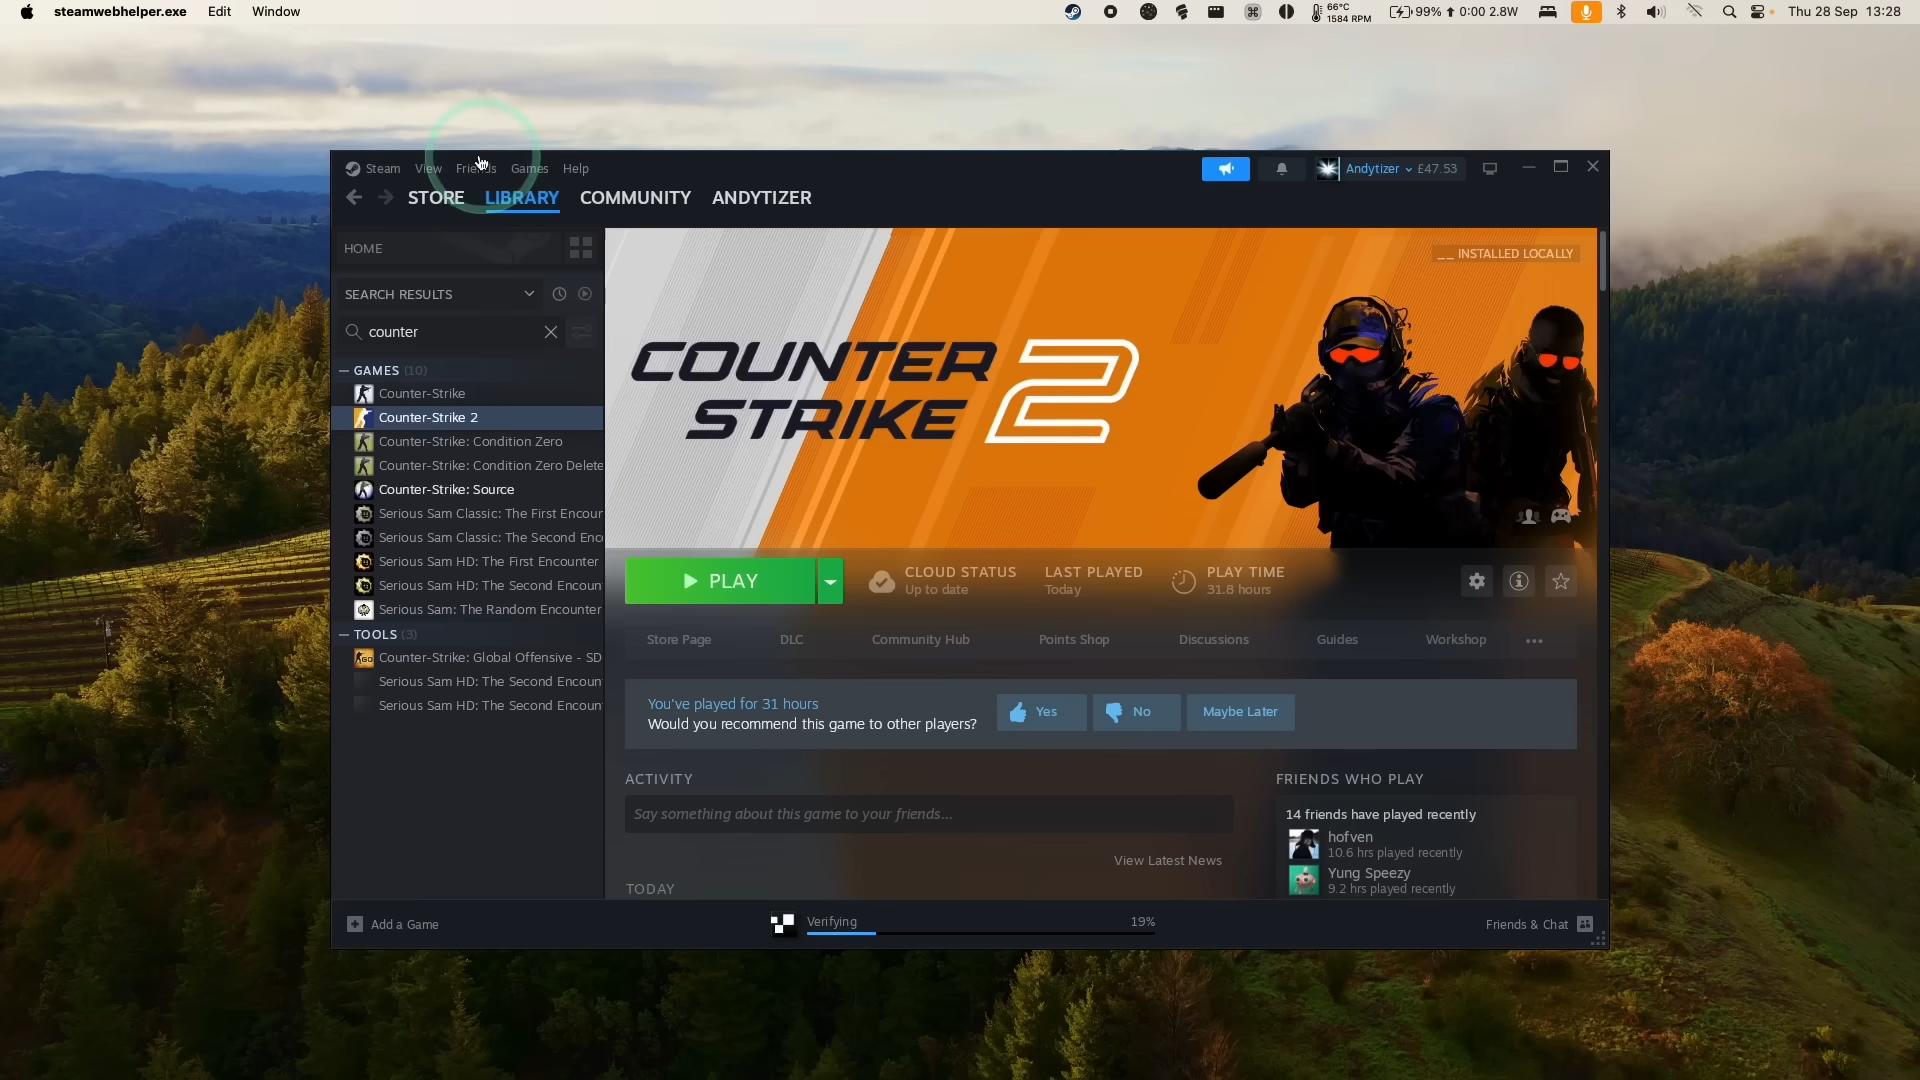 steamwebhelper.exe Edit Window
66°C
1584 RPM
99% 0:00 2.8W
Thu 28 Sep 13:28
Steam View Friends Games Help
Andytizer £47.53
STORE LIBRARY COMMUNITY ANDYTIZER
HOME
SEARCH RESULTS
counter
GAMES (10)
Counter-Strike
Counter-Strike 2
Counter-Strike: Condition Zero
Counter-Strike: Condition Zero Delete
Counter-Strike: Source
Serious Sam Classic: The First Encour
Serious Sam Classic: The Second Enc
Serious Sam HD: The First Encounter
Serious Sam HD: The Second Encoun
Serious Sam: The Random Encounter
TOOLS (3)
Counter-Strike: Global Offensive - SD
Serious Sam HD: The Second Encoun
Serious Sam HD: The Second Encoun
INSTALLED LOCALLY
COUNTER
STRIKE 2
PLAY
CLOUD STATUS
Up to date
LAST PLAYED
Today
PLAY TIME
31.8 hours
Store Page DLC Community Hub Points Shop Discussions Guides Workshop
You've played for 31 hours
Would you recommend this game to other players?
Yes No Maybe Later
ACTIVITY
Say something about this game to your friends...
View Latest News
TODAY
FRIENDS WHO PLAY
14 friends have played recently
hofven
10.6 hrs played recently
Yung Speezy
9.2 hrs played recently
Add a Game
Verifying 19%
Friends & Chat